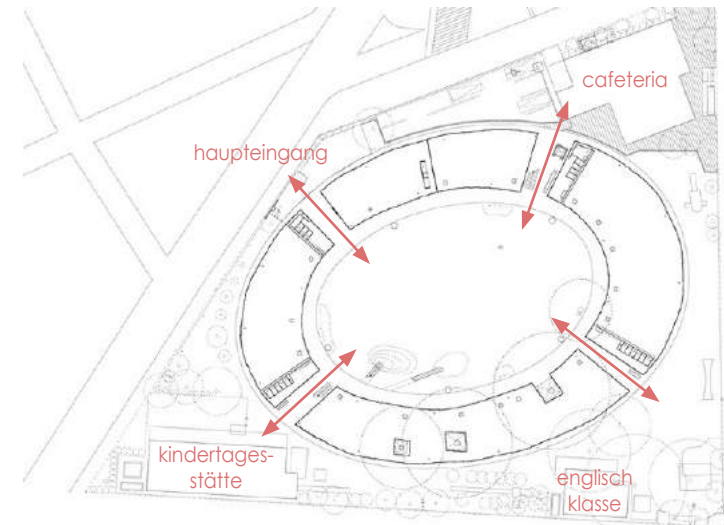 cafeteria
haupteingang
kindertages-
stätte
englisch
klasse